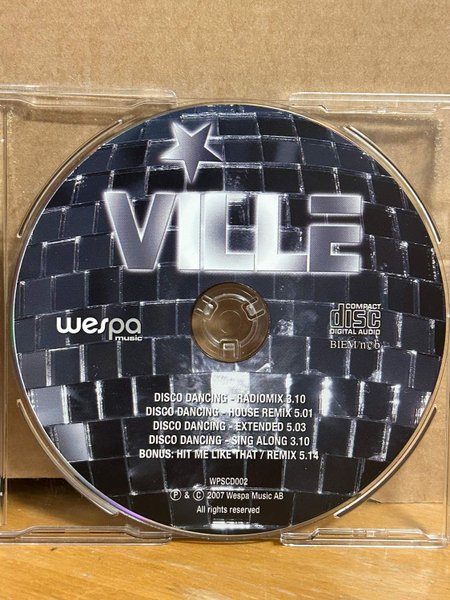 VILLE
wespa
music
COMPACT
disc
DIGITAL AUDIO
BIEM ncb
DISCO DANCING - RADIOMIX 3.10
DISCO DANCING - HOUSE REMIX 5.01
DISCO DANCING - EXTENDED 5.03
DISCO DANCING - SING ALONG 3.10
BONUS: HIT ME LIKE THAT / REMIX 5.14
WPSCD002
Ⓟ & © 2007 Wespa Music AB
All rights reserved